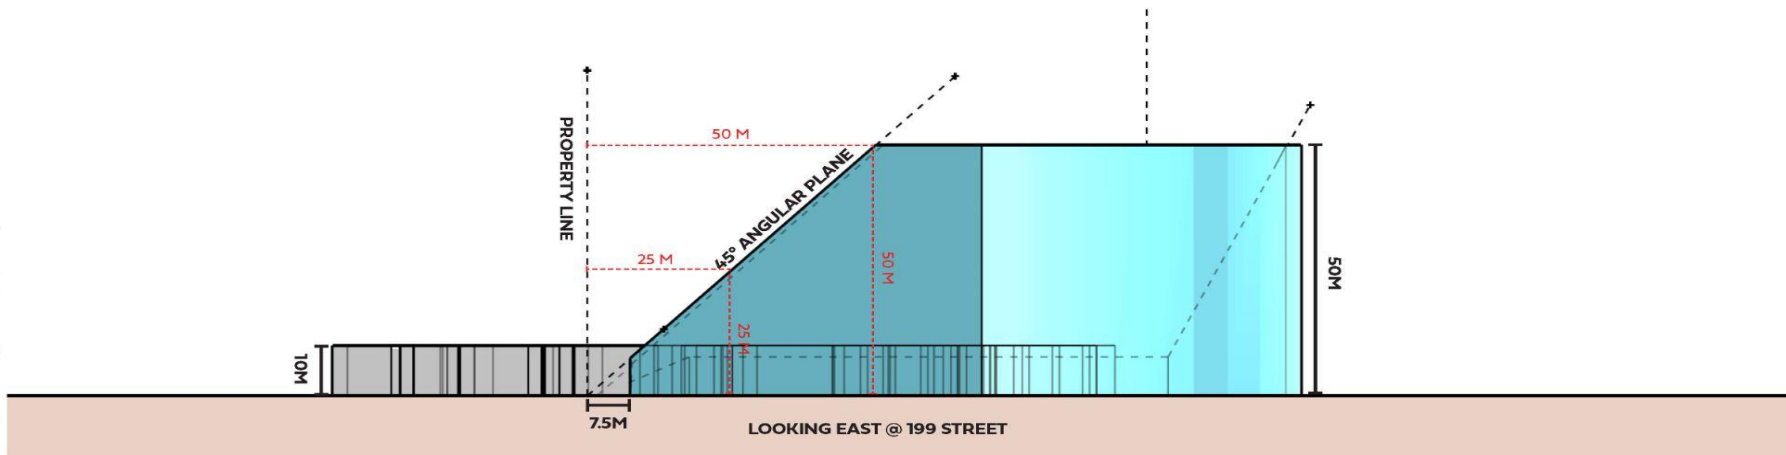 PROPERTY LINE
50 M
45° ANGULAR PLANE
25 M
50 M
25 M
50M
10M
7.5M
LOOKING EAST @ 199 STREET